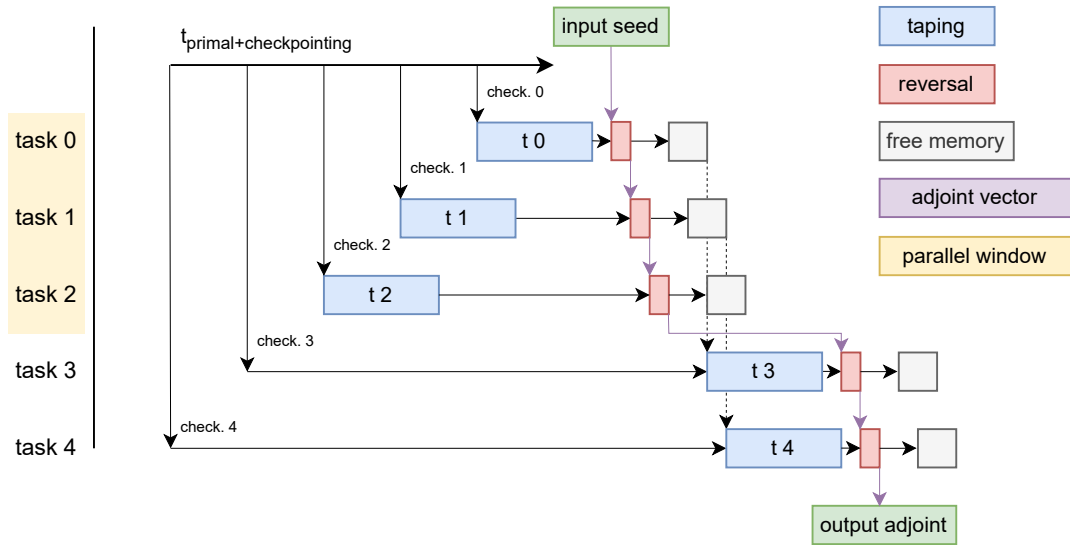 input seed
taping
t primal+checkpointing
reversal
check. 0
task 0
t 0
free memory
check. 1
task 1
t 1
adjoint vector
check. 2
parallel window
task 2
t 2
check. 3
task 3
t 3
check. 4
task 4
t 4
output adjoint